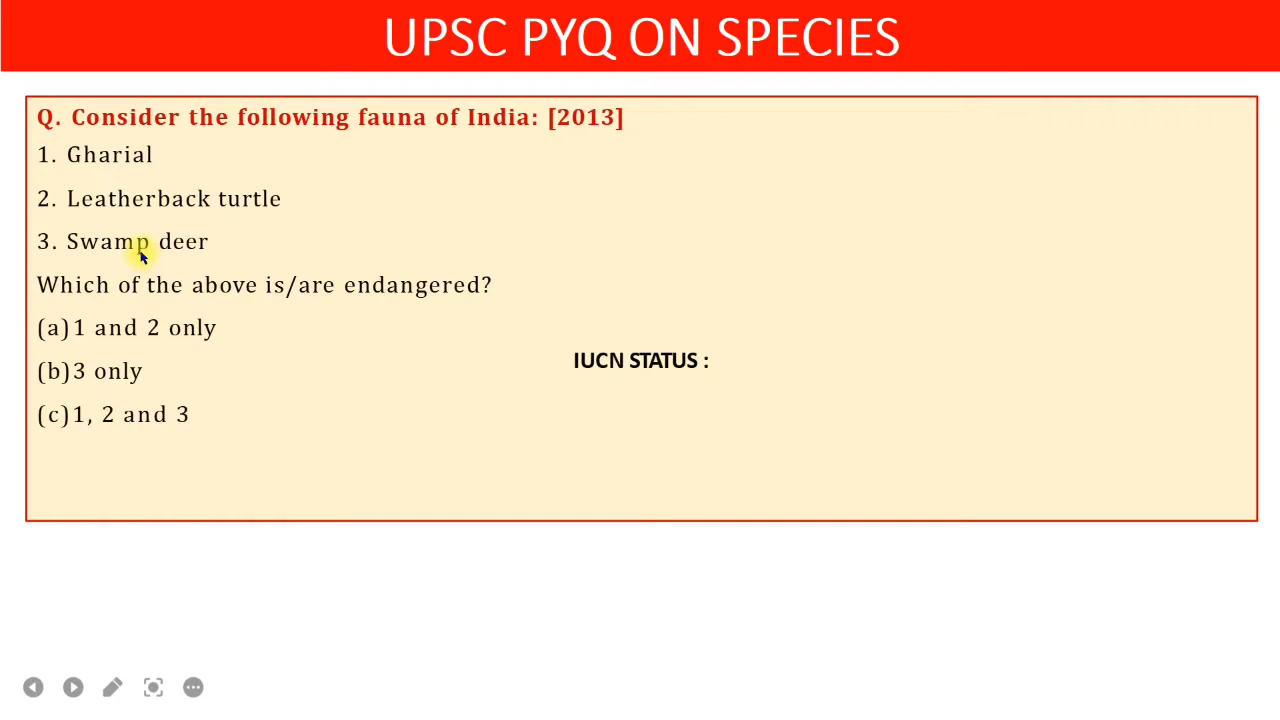 UPSC PYQ ON SPECIES
Q. Consider the following fauna of India: [2013]
1. Gharial
2. Leatherback turtle
3. Swamp deer
Which of the above is/are endangered?
(a)1 and 2 only
(b)3 only
(c)1, 2 and 3
IUCN STATUS :